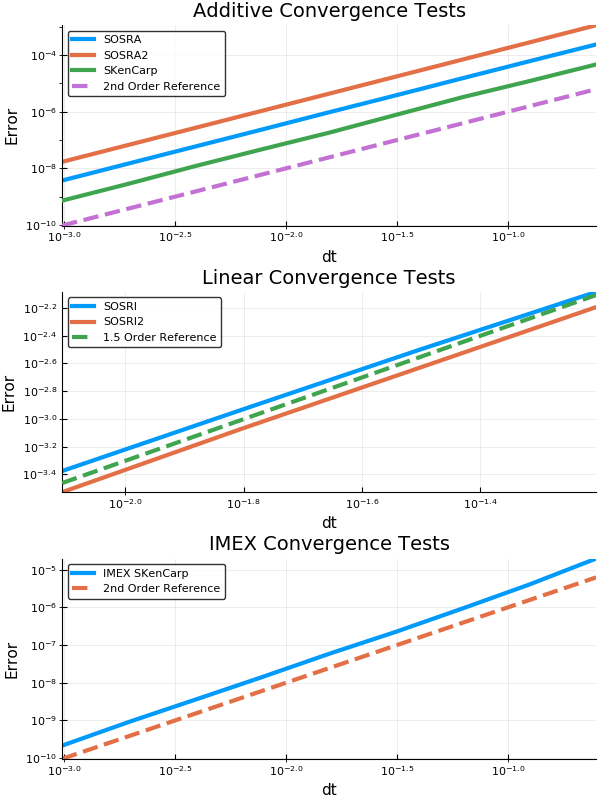 Additive Convergence Tests
SOSRA
SOSRA2
SKenCarp
2nd Order Reference
Error
10⁻⁴
10⁻⁶
10⁻⁸
10⁻¹⁰
10⁻³·⁰ 10⁻²·⁵ 10⁻²·⁰ 10⁻¹·⁵ 10⁻¹·⁰
dt
Linear Convergence Tests
SOSRI
SOSRI2
1.5 Order Reference
Error
10⁻²·²
10⁻²·⁴
10⁻²·⁶
10⁻²·⁸
10⁻³·⁰
10⁻³·²
10⁻³·⁴
10⁻²·⁰ 10⁻¹·⁸ 10⁻¹·⁶ 10⁻¹·⁴
dt
IMEX Convergence Tests
IMEX SKenCarp
2nd Order Reference
Error
10⁻⁵
10⁻⁶
10⁻⁷
10⁻⁸
10⁻⁹
10⁻¹⁰
10⁻³·⁰ 10⁻²·⁵ 10⁻²·⁰ 10⁻¹·⁵ 10⁻¹·⁰
dt